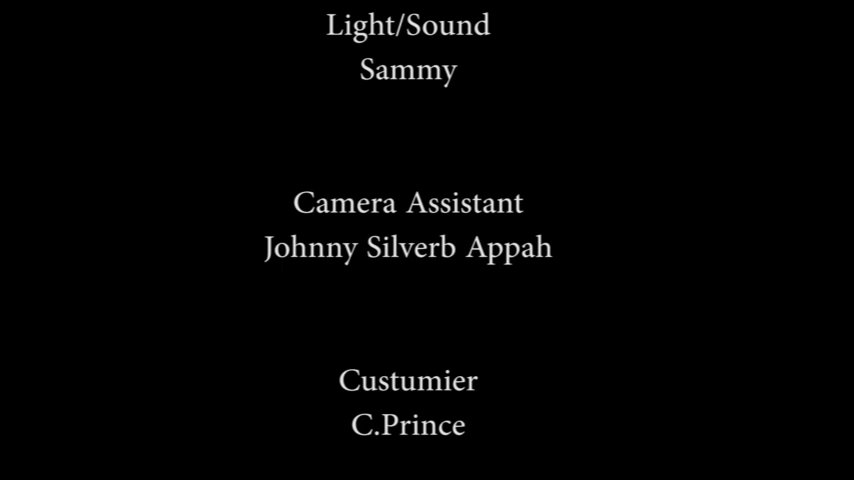 Light/Sound
Sammy
Camera Assistant
Johnny Silverb Appah
Custumier
C.Prince